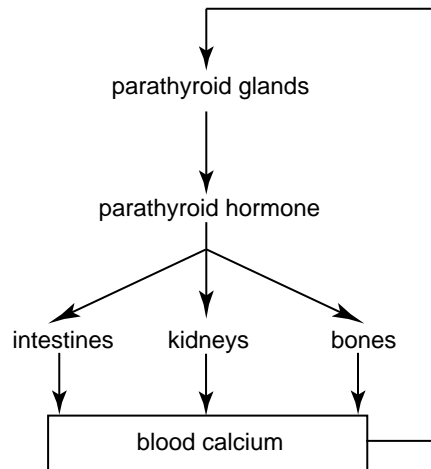 parathyroid glands
parathyroid hormone
intestines kidneys bones
blood calcium